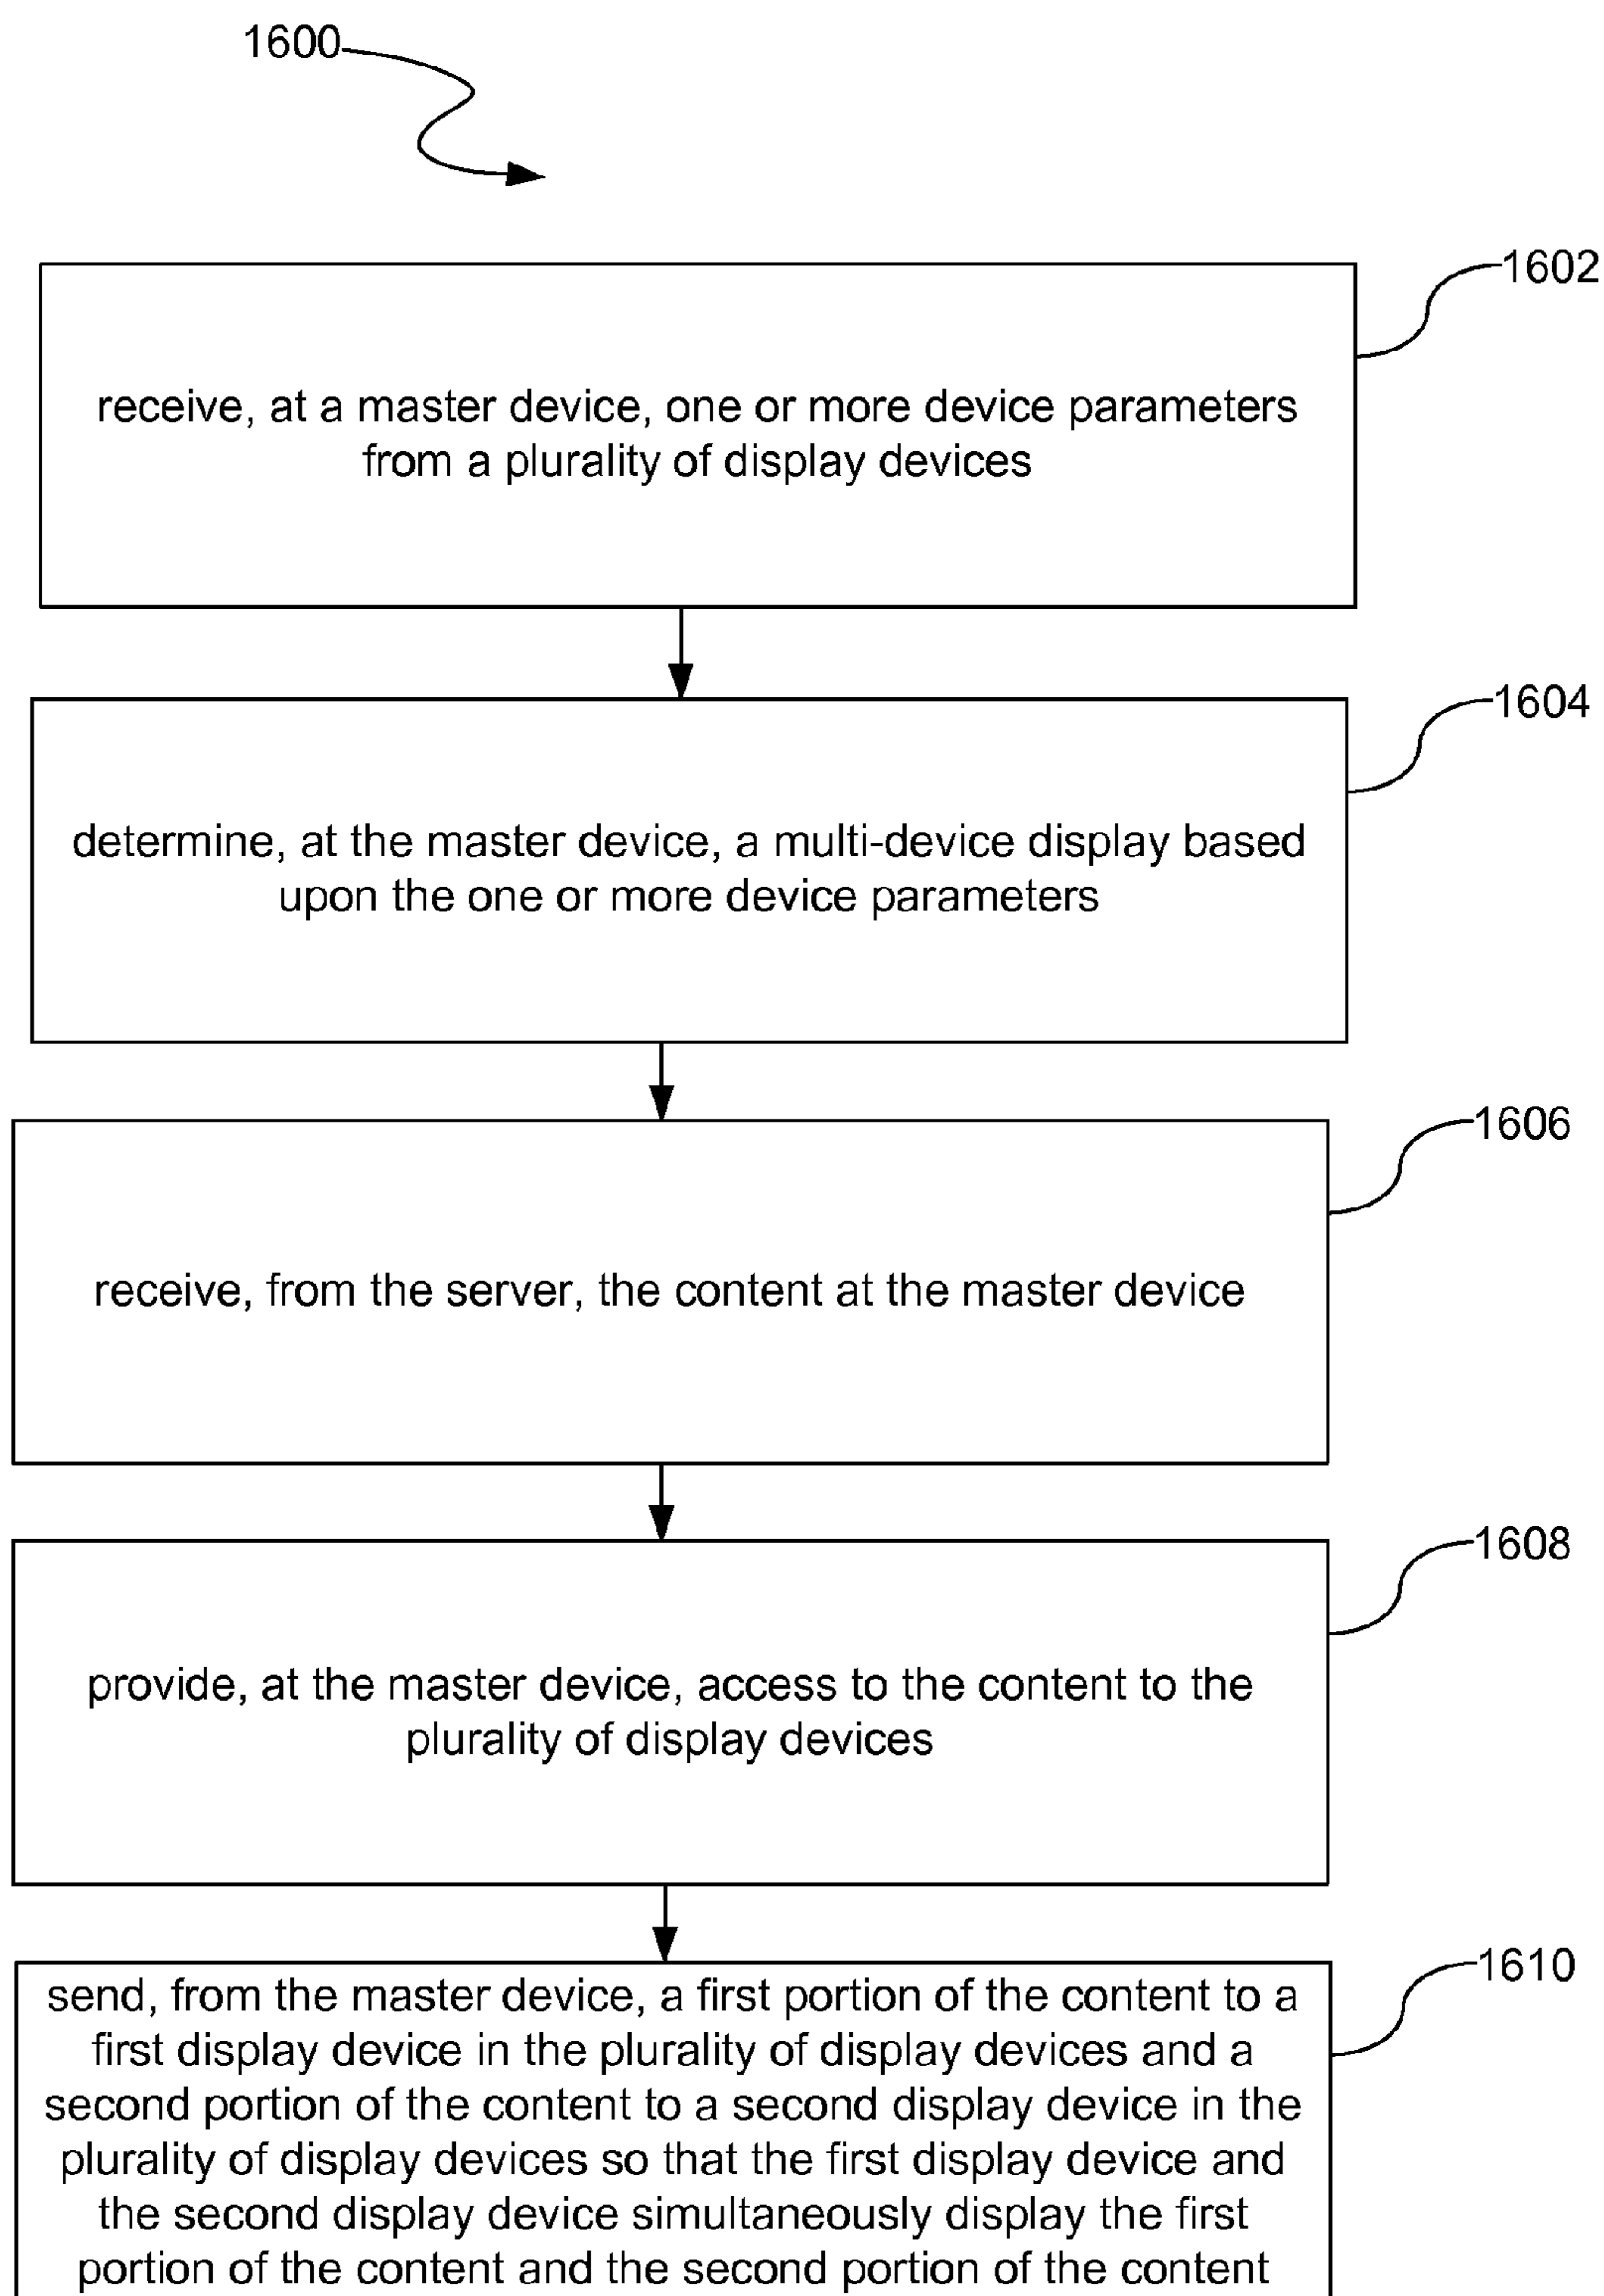 1600
1602
receive, at a master device, one or more device parameters
from a plurality of display devices
1604
determine, at the master device, a multi-device display based
upon the one or more device parameters
1606
receive, from the server, the content at the master device
1608
provide, at the master device, access to the content to the
plurality of display devices
1610
send, from the master device, a first portion of the content to a
first display device in the plurality of display devices and a
second portion of the content to a second display device in the
plurality of display devices so that the first display device and
the second display device simultaneously display the first
portion of the content and the second portion of the content